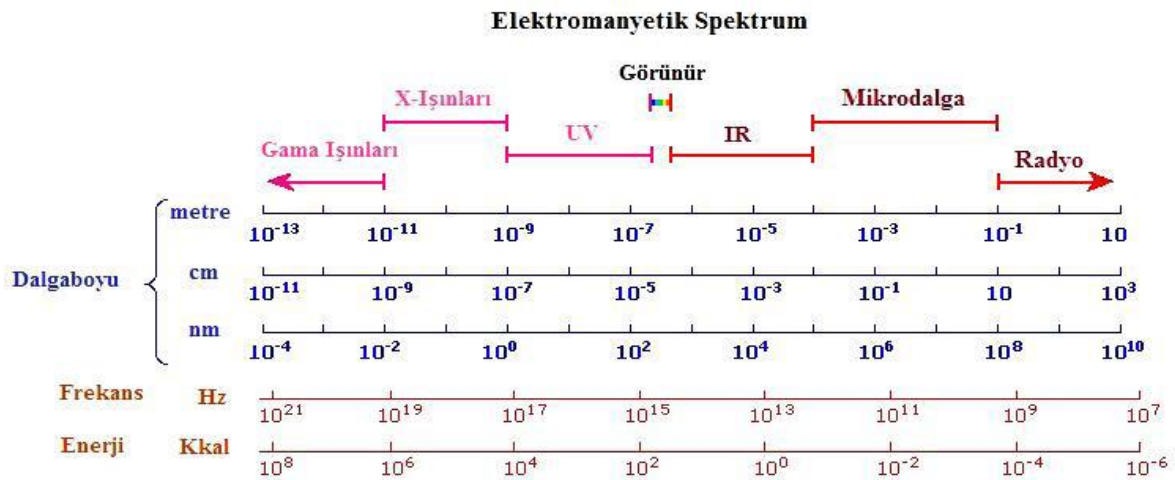 Elektromanyetik Spektrum
Görünür
X-Işınları
Mikrodalga
UV
IR
Gama Işınları
Radyo
metre
10⁻¹³ 10⁻¹¹ 10⁻⁹ 10⁻⁷ 10⁻⁵ 10⁻³ 10⁻¹ 10
Dalgaboyu
cm
10⁻¹¹ 10⁻⁹ 10⁻⁷ 10⁻⁵ 10⁻³ 10⁻¹ 10 10³
nm
10⁻⁴ 10⁻² 10⁰ 10² 10⁴ 10⁶ 10⁸ 10¹⁰
Frekans Hz
10²¹ 10¹⁹ 10¹⁷ 10¹⁵ 10¹³ 10¹¹ 10⁹ 10⁷
Enerji Kkal
10⁸ 10⁶ 10⁴ 10² 10⁰ 10⁻² 10⁻⁴ 10⁻⁶